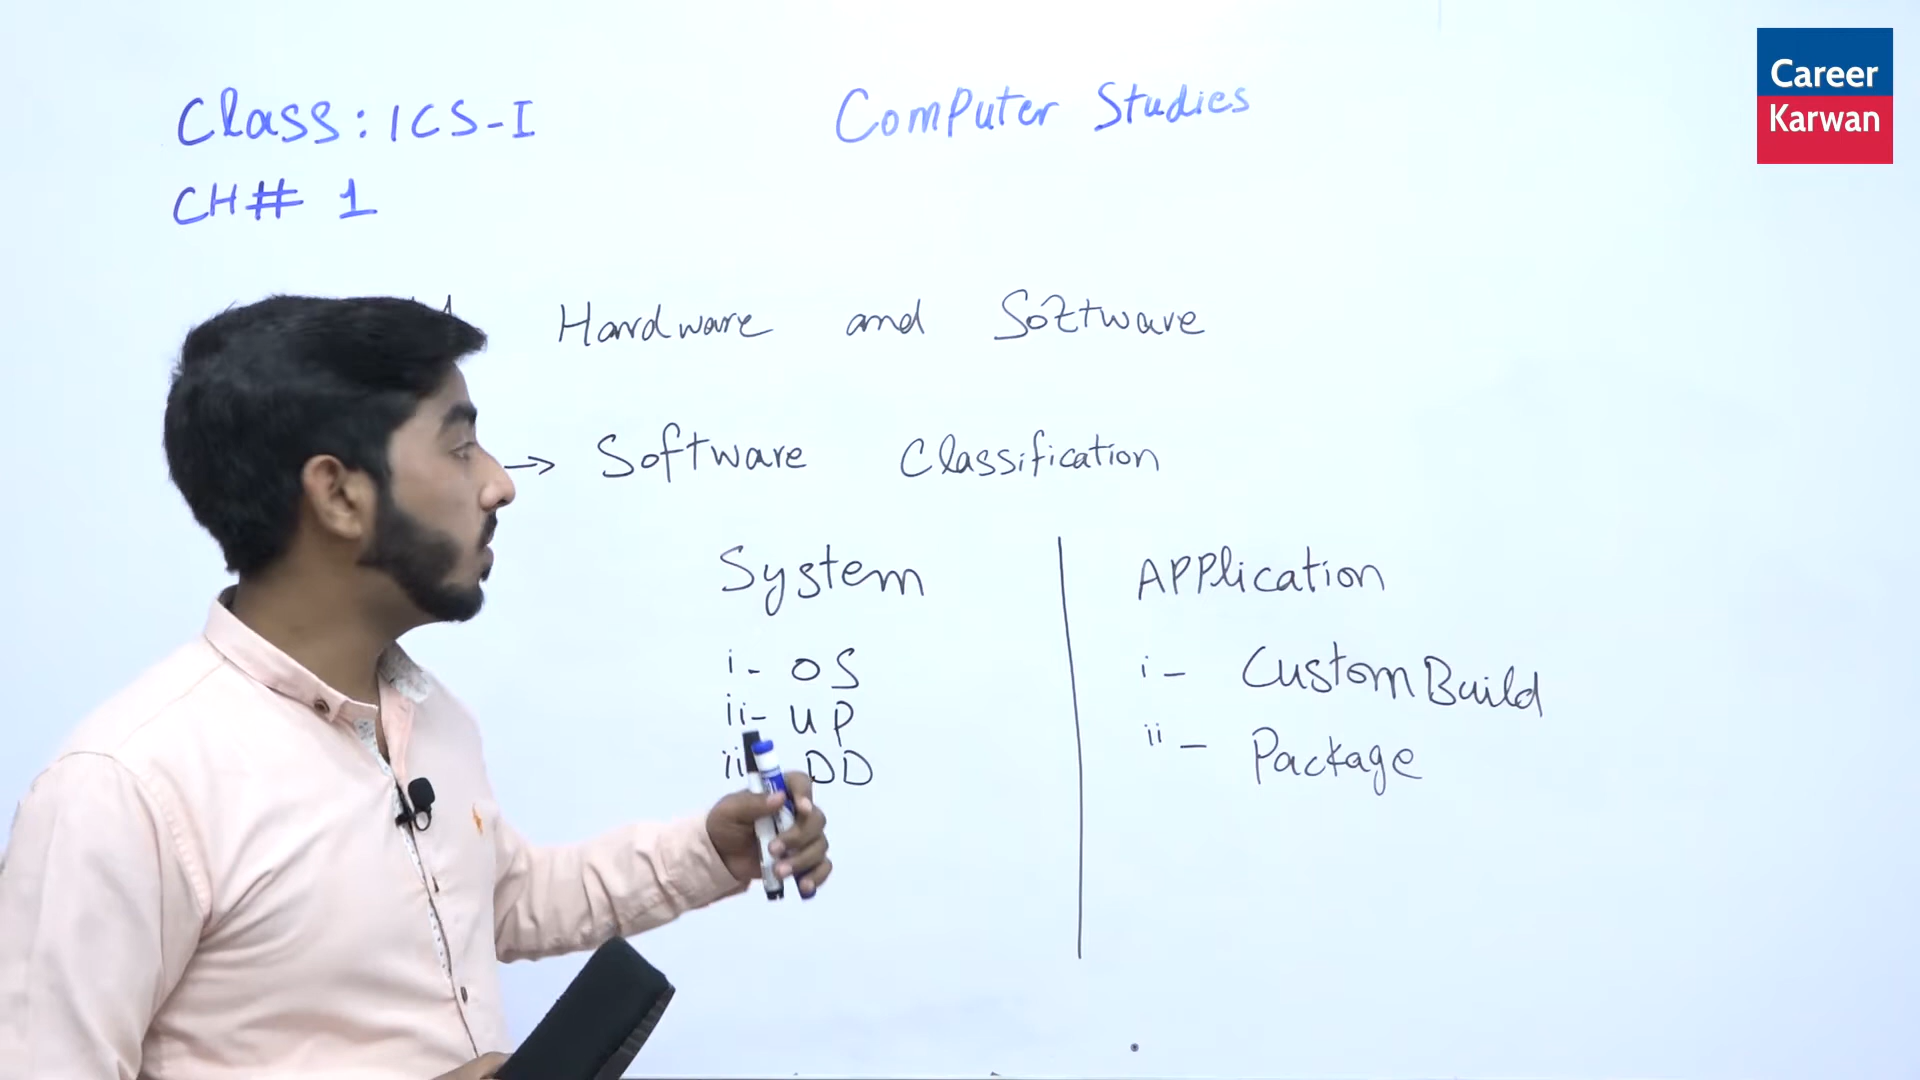 Career
Karwan
Class: ICS-I
Computer Studies
CH# 1
Hardware and Software
→ Software Classification
System
Application
i- OS
ii- UP
DD
i- Custom Build
ii- Package